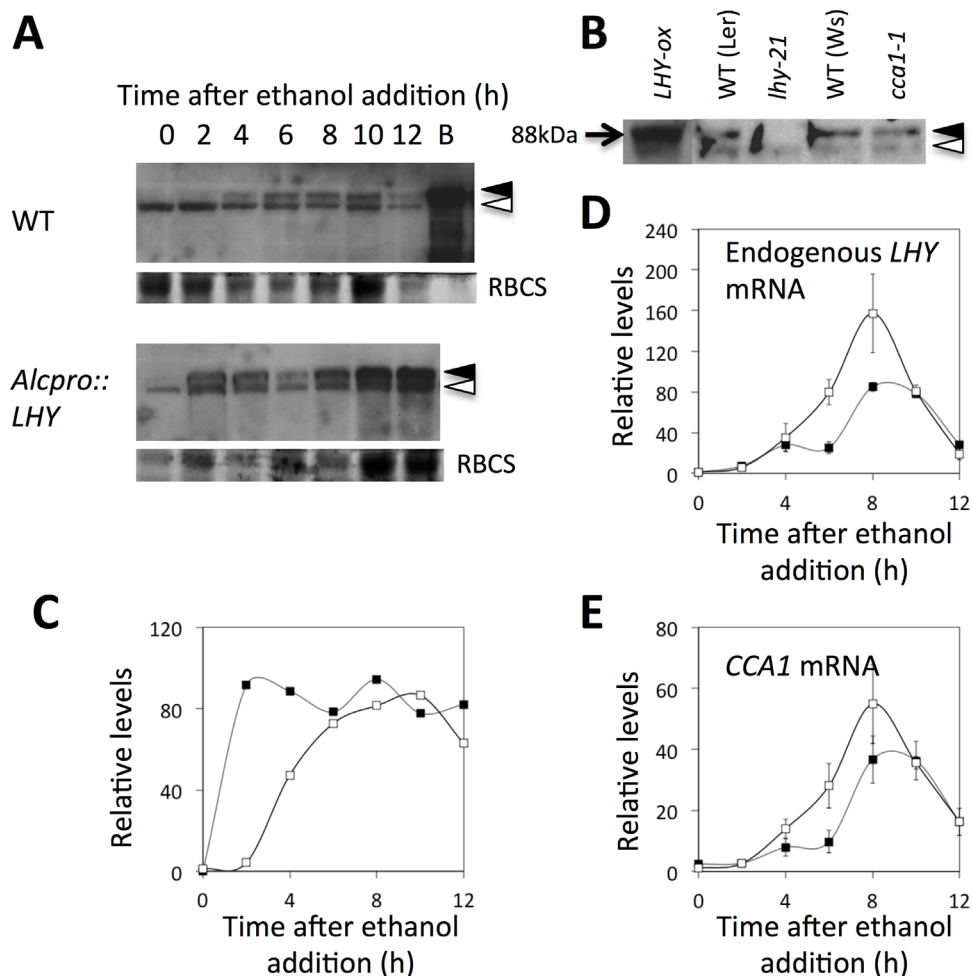 A
Time after ethanol addition (h)
0 2 4 6 8 10 12 B
WT
RBCS
Alcpro::
LHY
RBCS
B
LHY-ox
WT (Ler)
lhy-21
WT (Ws)
cca1-1
88kDa
C
120
80
40
0
0 4 8 12
Relative levels
Time after ethanol
addition (h)
D
240
200
160
120
80
40
0
0 4 8 12
Endogenous LHY
mRNA
Relative levels
Time after ethanol
addition (h)
E
80
60
40
20
0
0 4 8 12
CCA1 mRNA
Relative levels
Time after ethanol
addition (h)